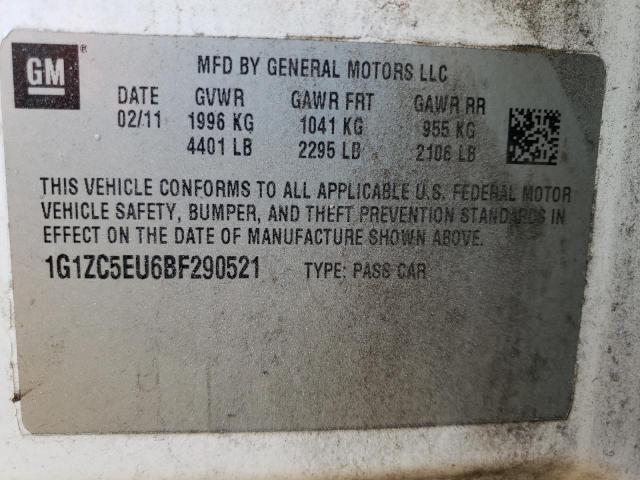 GM ®
MFD BY GENERAL MOTORS LLC
DATE GVWR GAWR FRT GAWR RR
02/11 1996 KG 1041 KG 955 KG
4401 LB 2295 LB 2106 LB
THIS VEHICLE CONFORMS TO ALL APPLICABLE U.S. FEDERAL MOTOR
VEHICLE SAFETY, BUMPER, AND THEFT PREVENTION STANDARDS IN
EFFECT ON THE DATE OF MANUFACTURE SHOWN ABOVE.
1G1ZC5EU6BF290521 TYPE: PASS CAR